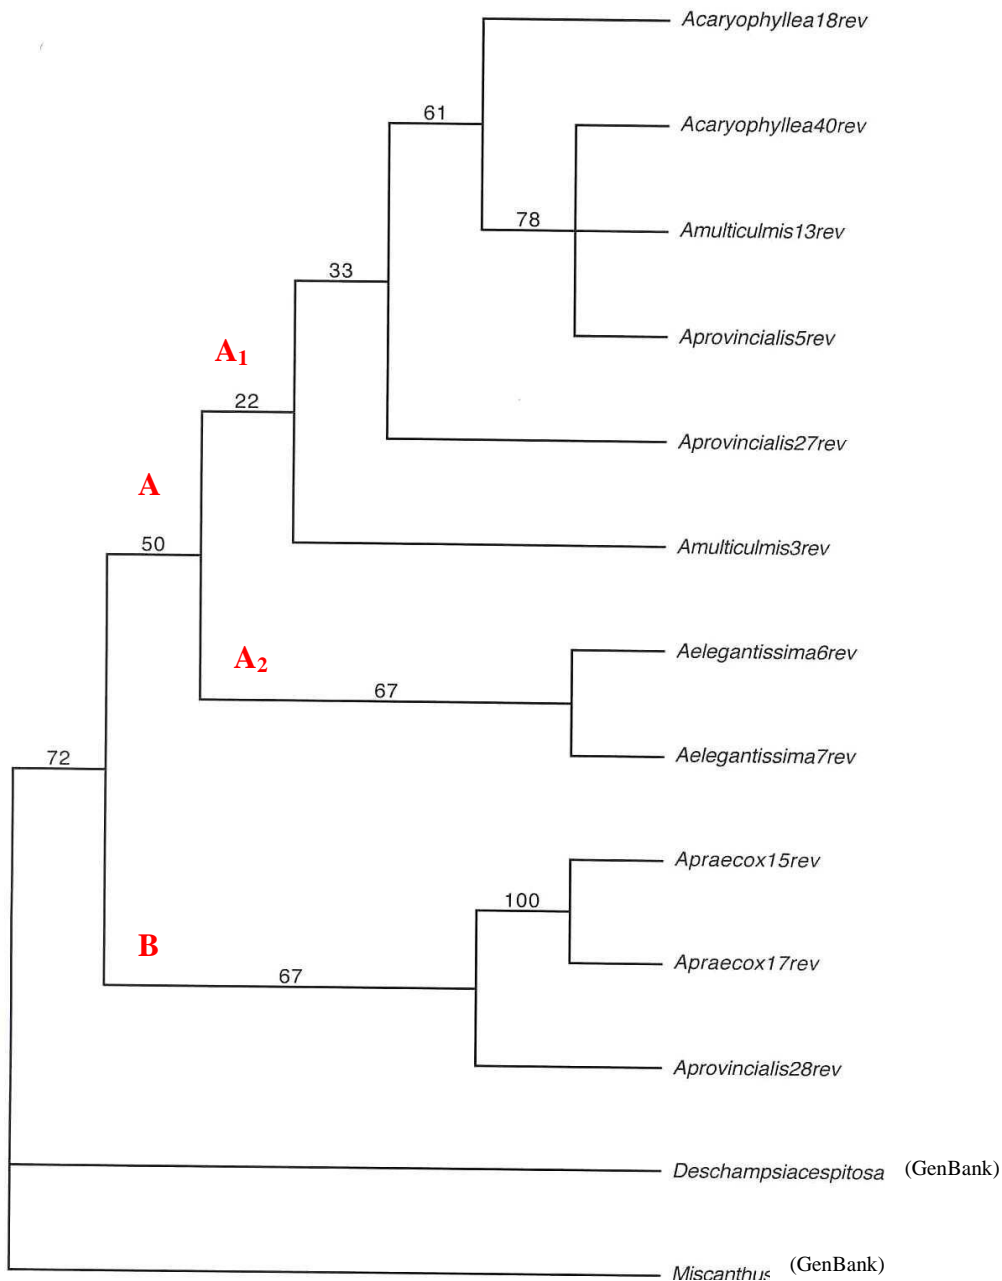 Acaryophyllea18rev
61
Acaryophyllea40rev
78
Amulticulmis13rev
33
Aprovincialis5rev
A1
22
Aprovincialis27rev
A
50
Amulticulmis3rev
A2
Aelegantissima6rev
67
72
Aelegantissima7rev
Apraecox15rev
100
B
Apraecox17rev
67
Aprovincialis28rev
Deschampsiacespitosa (GenBank)
Miscanthus (GenBank)